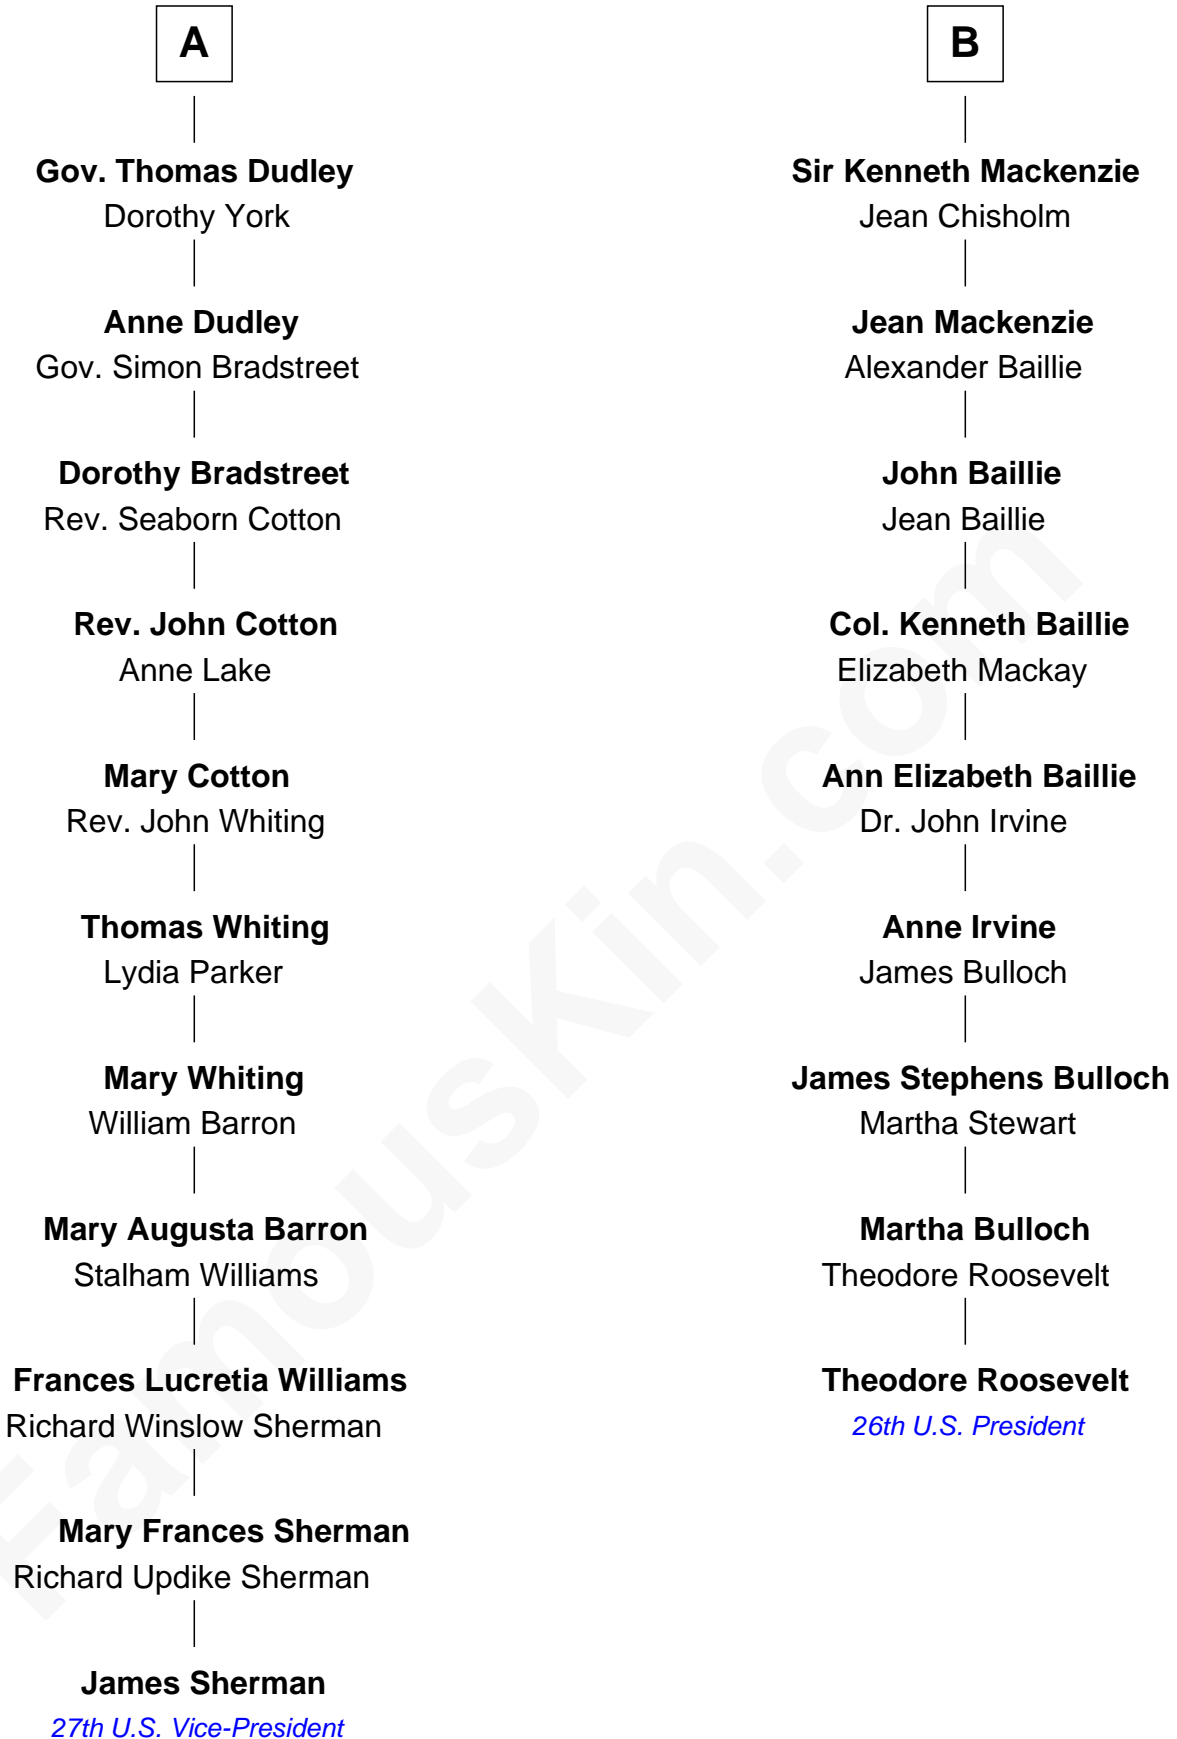 A
Gov. Thomas Dudley
Dorothy York
Anne Dudley
Gov. Simon Bradstreet
Dorothy Bradstreet
Rev. Seaborn Cotton
Rev. John Cotton
Anne Lake
Mary Cotton
Rev. John Whiting
Thomas Whiting
Lydia Parker
Mary Whiting
William Barron
Mary Augusta Barron
Stalham Williams
Frances Lucretia Williams
Richard Winslow Sherman
Mary Frances Sherman
Richard Updike Sherman
James Sherman
27th U.S. Vice-President
B
Sir Kenneth Mackenzie
Jean Chisholm
Jean Mackenzie
Alexander Baillie
John Baillie
Jean Baillie
Col. Kenneth Baillie
Elizabeth Mackay
Ann Elizabeth Baillie
Dr. John Irvine
Anne Irvine
James Bulloch
James Stephens Bulloch
Martha Stewart
Martha Bulloch
Theodore Roosevelt
Theodore Roosevelt
26th U.S. President
FamousKin.com